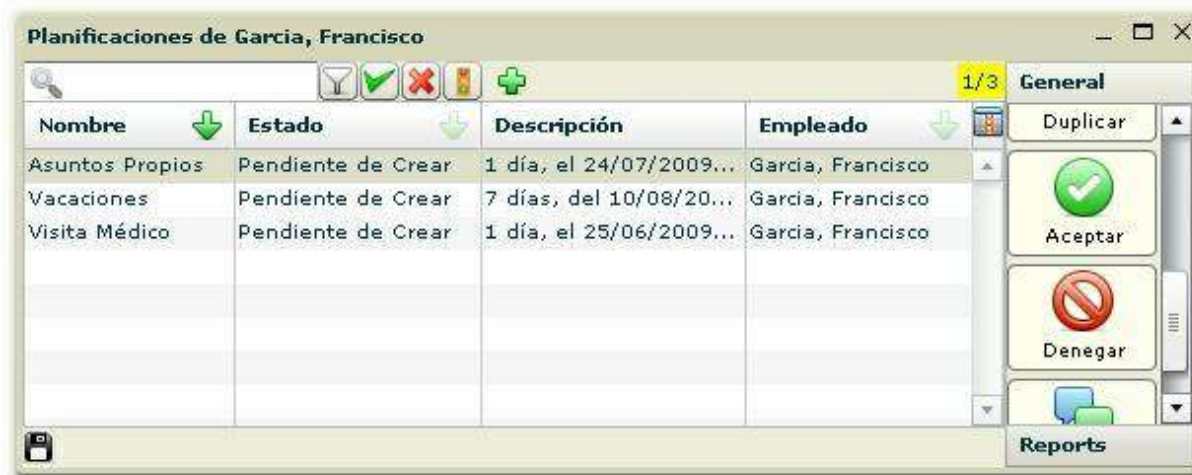 Planificaciones de Garcia, Francisco
1/3
General
Nombre Estado Descripción Empleado
Duplicar
Asuntos Propios Pendiente de Crear 1 día, el 24/07/2009... Garcia, Francisco
Vacaciones Pendiente de Crear 7 días, del 10/08/20... Garcia, Francisco
Visita Médico Pendiente de Crear 1 día, el 25/06/2009... Garcia, Francisco
Aceptar
Denegar
Reports